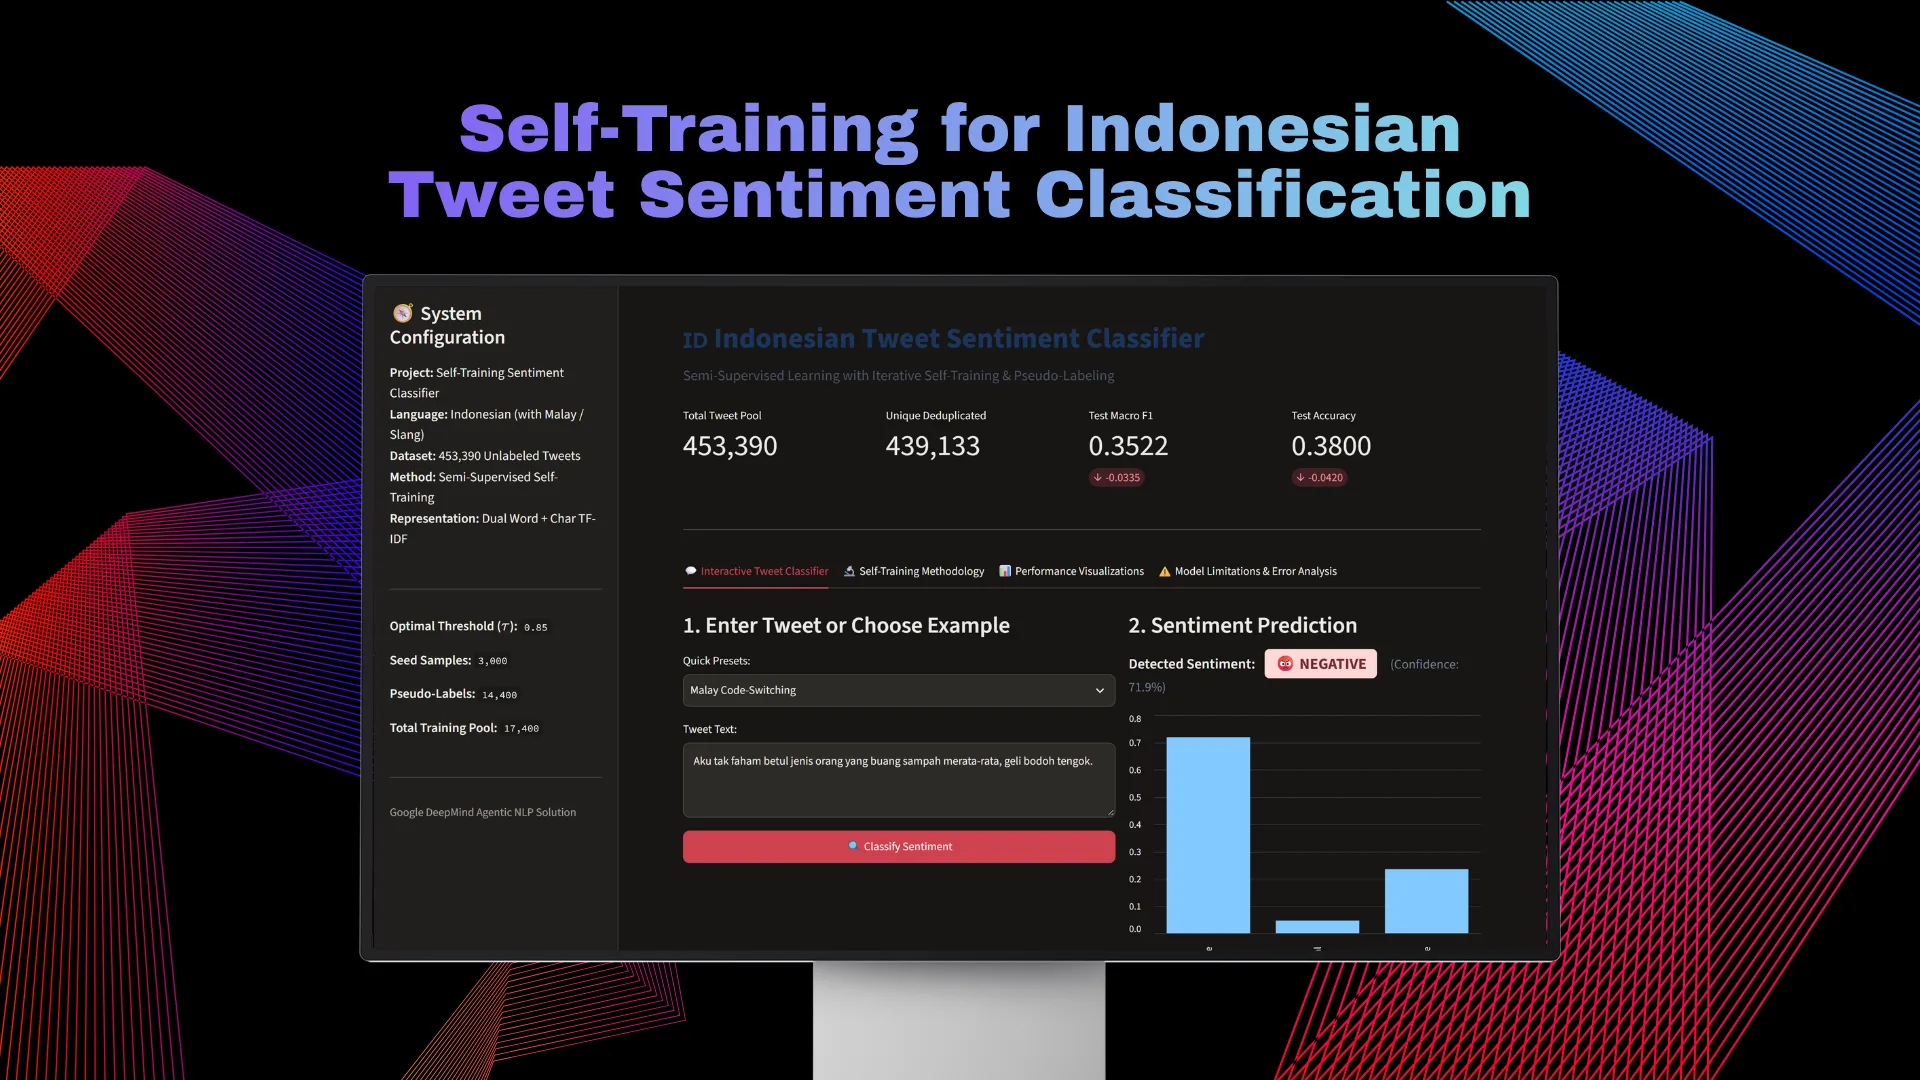 Self-Training for Indonesian
Tweet Sentiment Classification
System
Configuration
Project: Self-Training Sentiment
Classifier
Language: Indonesian (with Malay /
Slang)
Dataset: 453,390 Unlabeled Tweets
Method: Semi-Supervised Self-
Training
Representation: Dual Word + Char TF-
IDF
Optimal Threshold (τ): 0.85
Seed Samples: 3,000
Pseudo-Labels: 14,400
Total Training Pool: 17,400
Google DeepMind Agentic NLP Solution
ID Indonesian Tweet Sentiment Classifier
Semi-Supervised Learning with Iterative Self-Training & Pseudo-Labeling
Total Tweet Pool
453,390
Unique Deduplicated
439,133
Test Macro F1
0.3522
↓ -0.0335
Test Accuracy
0.3800
↓ -0.0420
Interactive Tweet Classifier
Self-Training Methodology
Performance Visualizations
Model Limitations & Error Analysis
1. Enter Tweet or Choose Example
Quick Presets:
Malay Code-Switching
Tweet Text:
Aku tak faham betul jenis orang yang buang sampah merata-rata, geli bodoh tengok.
Classify Sentiment
2. Sentiment Prediction
Detected Sentiment: NEGATIVE (Confidence:
71.9%)
0.8
0.7
0.6
0.5
0.4
0.3
0.2
0.1
0.0